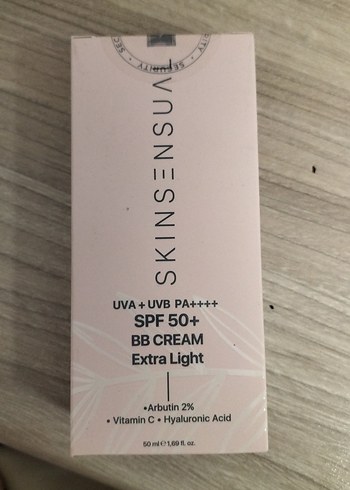 SECURITY
SKINSENSUAL
UVA + UVB PA++++
SPF 50+
BB CREAM
Extra Light
•Arbutin 2%
• Vitamin C • Hyaluronic Acid
50 ml ℮ 1,69 fl. oz.